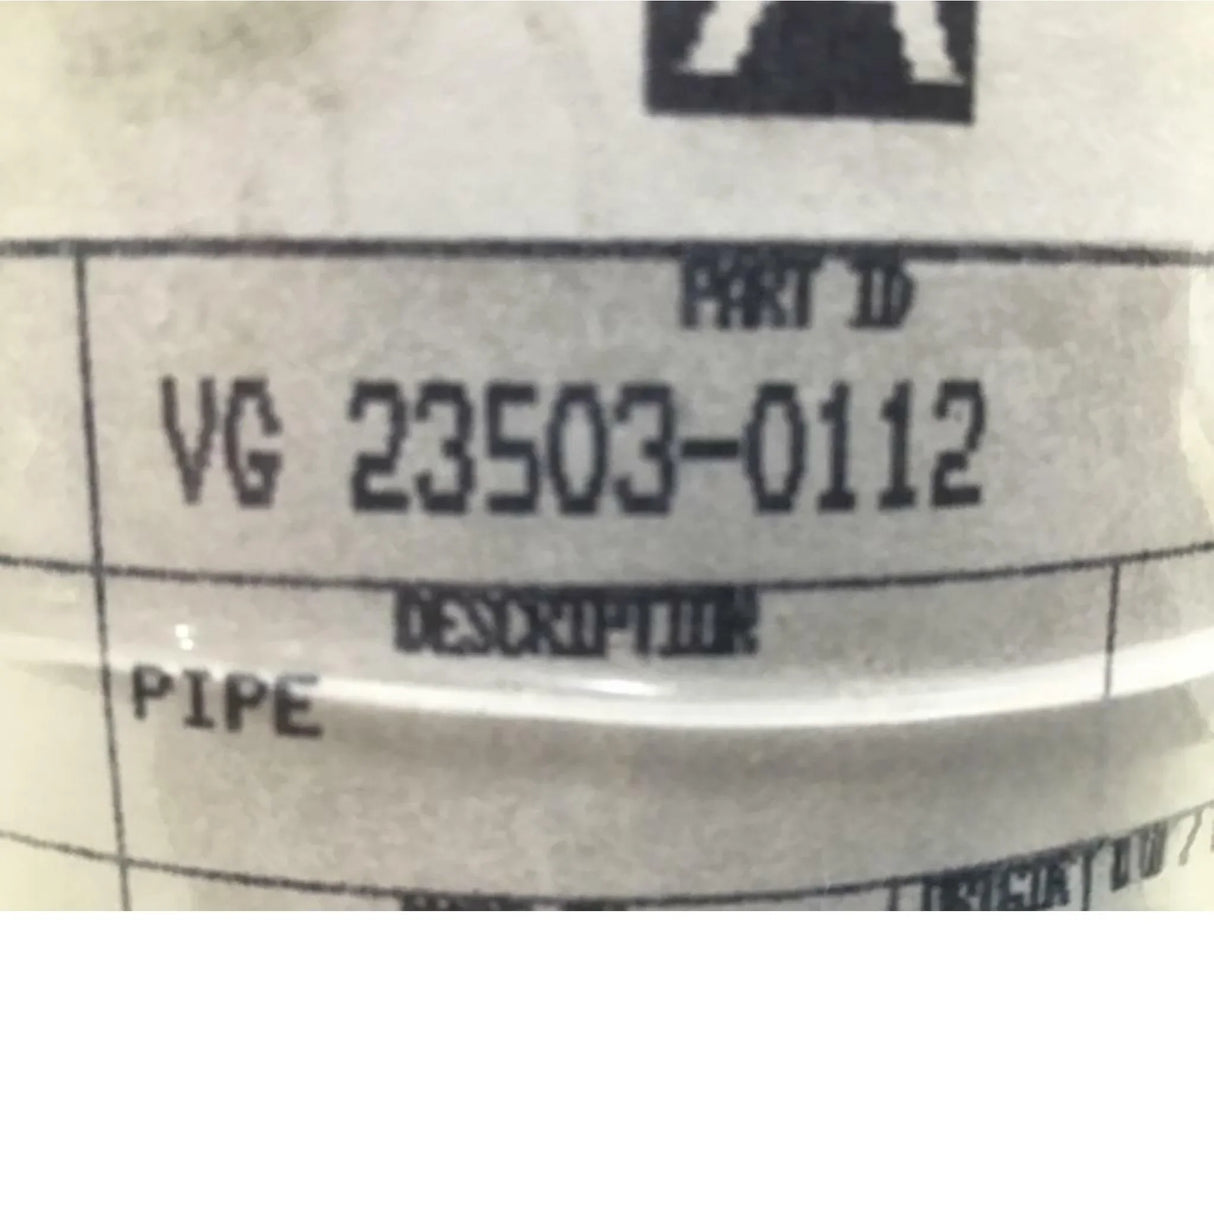 PART ID
VG 23503-0112
DESCRIPTION
PIPE